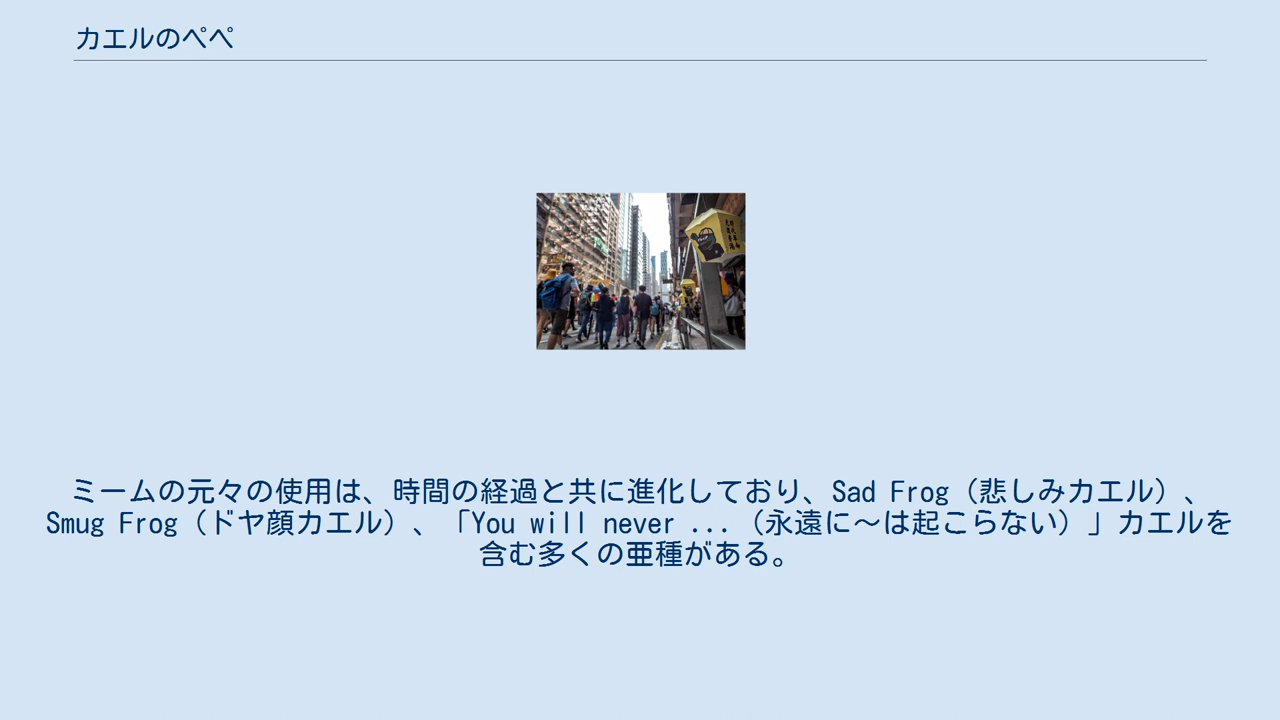 カエルのペペ
ミームの元々の使用は、時間の経過と共に進化しており、Sad Frog（悲しみカエル）、
Smug Frog（ドヤ顔カエル）、「You will never ...（永遠に～は起こらない）」カエルを
含む多くの亜種がある。